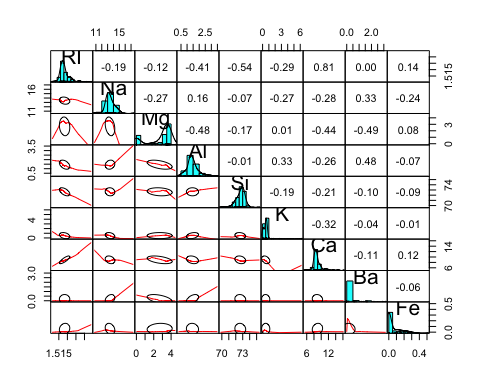 11 15 0.5 2.5 0 3 6 0.0 2.0
RI -0.19 -0.12 -0.41 -0.54 -0.29 0.81 0.00 0.14 1.515
11 16 Na -0.27 0.16 -0.07 -0.27 -0.28 0.33 -0.24
Mg -0.48 -0.17 0.01 -0.44 -0.49 0.08 0 3
0.5 3.5 Al -0.01 0.33 -0.26 0.48 -0.07
Si -0.19 -0.21 -0.10 -0.09 70 74
0 4 K -0.32 -0.04 -0.01
Ca -0.11 0.12 6 14
0.0 3.0 Ba -0.06
Fe 0.0 0.5
1.515 0 2 4 70 73 6 12 0.0 0.4